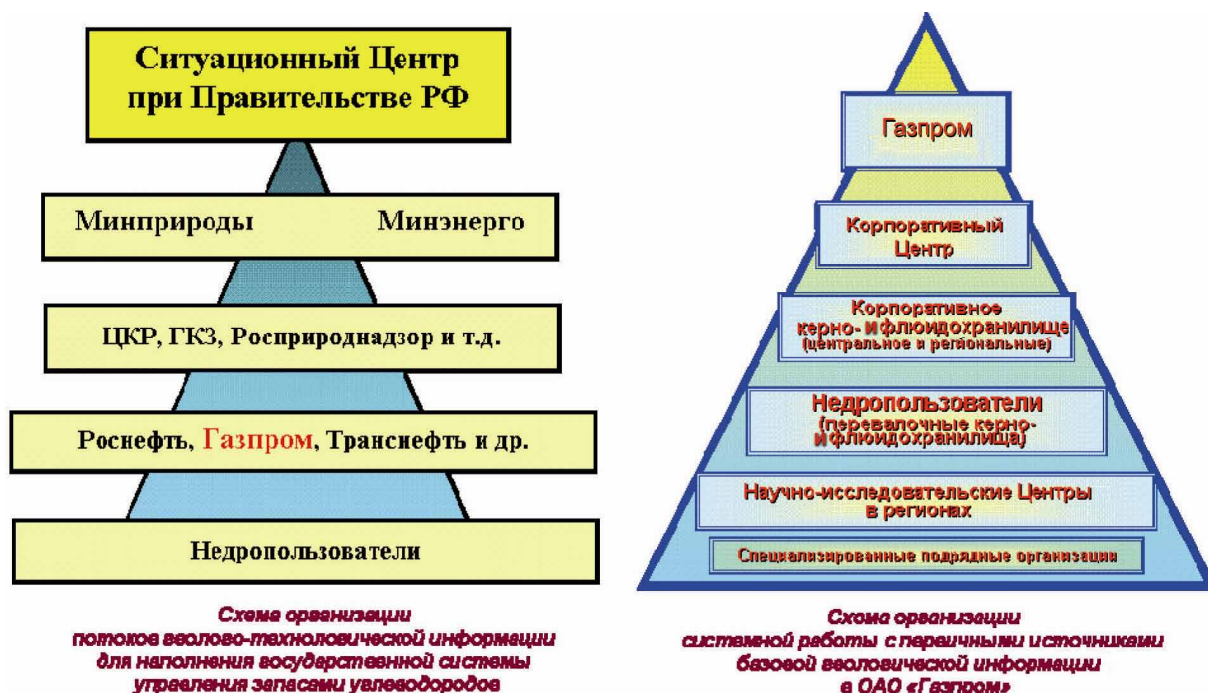 Ситуационный Центр
при Правительстве РФ
Минприроды Минэнерго
ЦКР, ГКЗ, Росприроднадзор и т.д.
Роснефть, Газпром, Транснефть и др.
Недропользователи
Схема организации
потоков геолого-технологической информации
для наполнения государственной системы
управления запасами углеводородов
Газпром
Корпоративный
Центр
Корпоративное
керно- и флюидохранилище
(центральное и региональные)
Недропользователи
(перевалочные керно-
и флюидохранилища)
Научно-исследовательские Центры
в регионах
Специализированные подрядные организации
Схема организации
системной работы с первичными источниками
базовой геологической информации
в ОАО «Газпром»